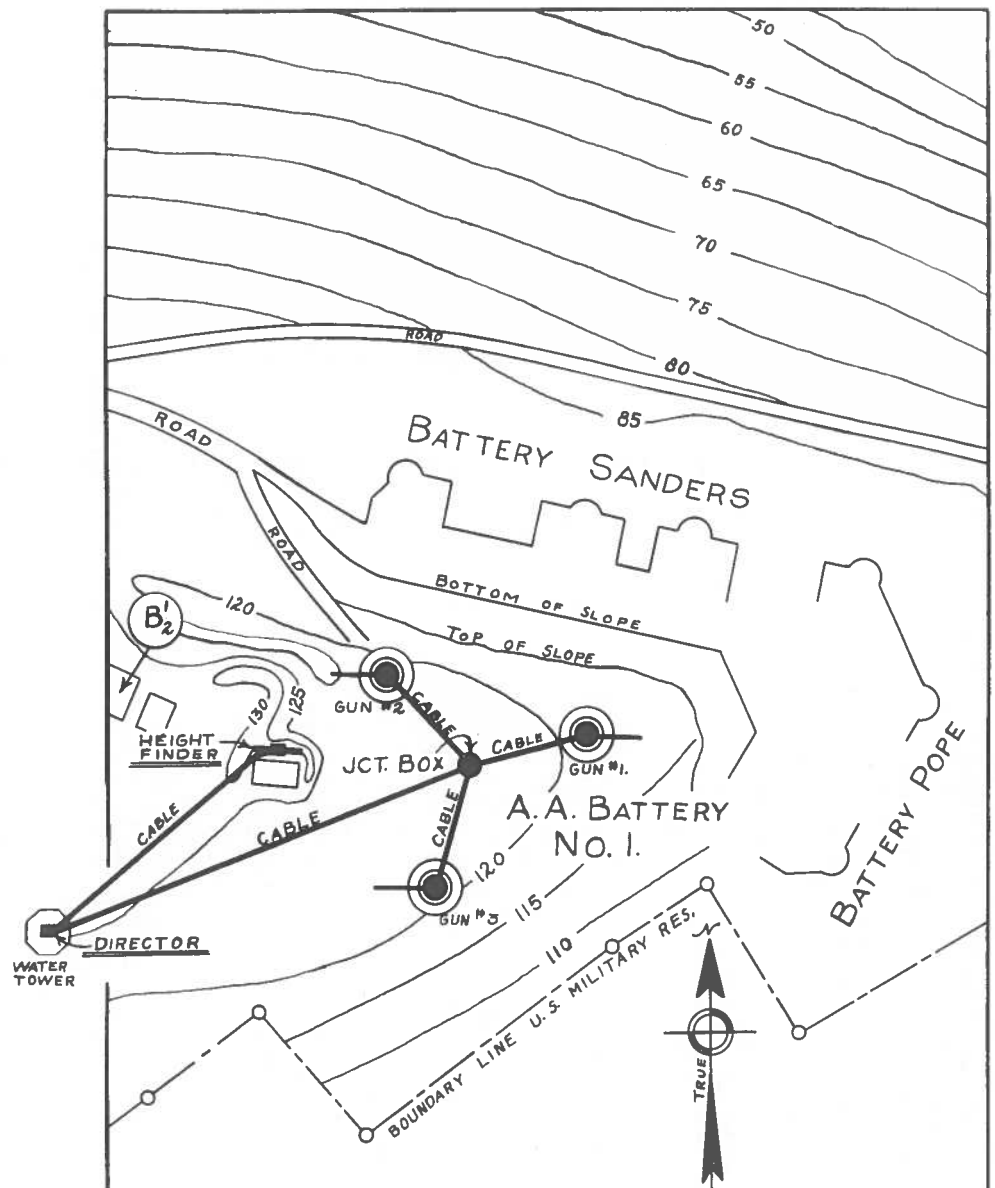 50
55
60
65
70
75
ROAD
80
85
ROAD
BATTERY SANDERS
ROAD
BOTTOM OF SLOPE
120
B'2
TOP OF SLOPE
125
130
GUN #2
CABLE
HEIGHT
FINDER
JCT. BOX
CABLE
GUN #1.
CABLE
CABLE
CABLE
A. A. BATTERY
NO. 1.
BATTERY POPE
120
GUN #3
115
110
DIRECTOR
WATER
TOWER
BOUNDARY LINE U.S. MILITARY RES.
N
TRUE